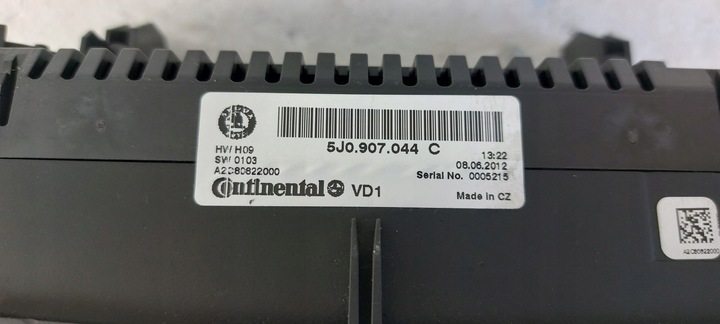 5J0.907.044 C
HW H09
SW 0103
A2C80822000
13:22
08.06.2012
Serial No. 0005215
Continental VD1
Made in CZ
A2C80822000